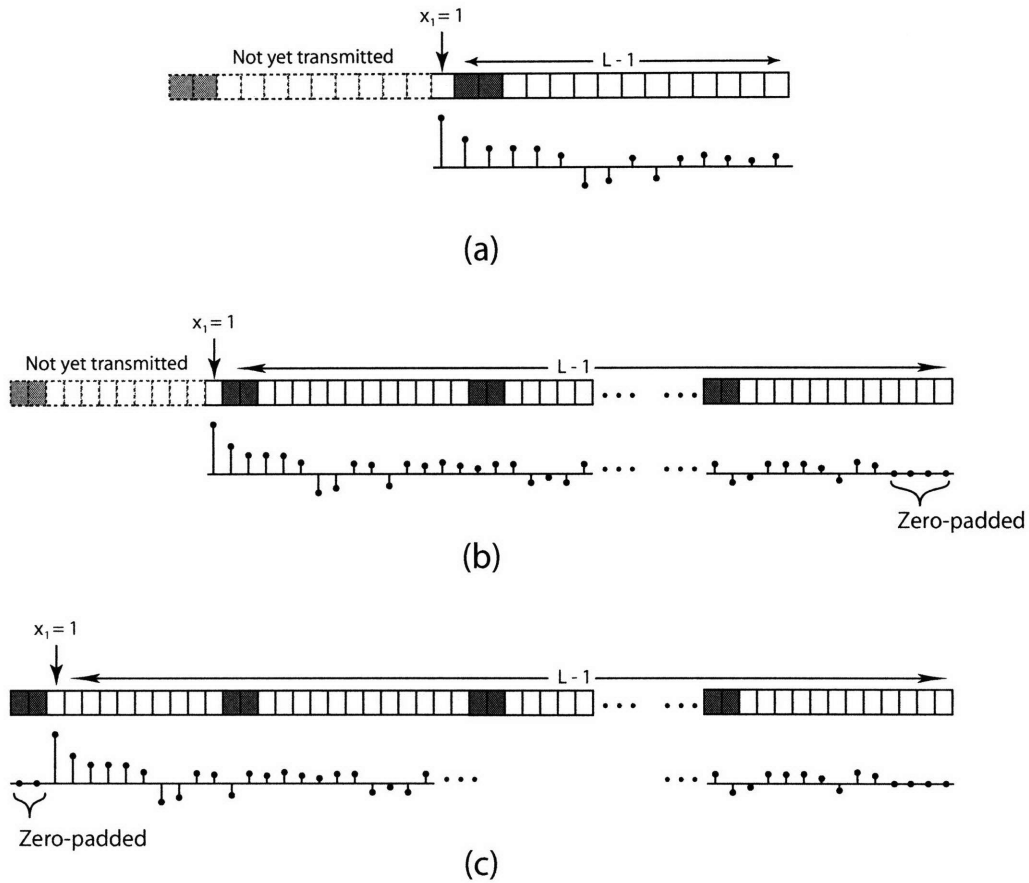 x₁ = 1
Not yet transmitted
L - 1
(a)
x₁ = 1
Not yet transmitted
L - 1
Zero-padded
(b)
x₁ = 1
L - 1
Zero-padded
(c)